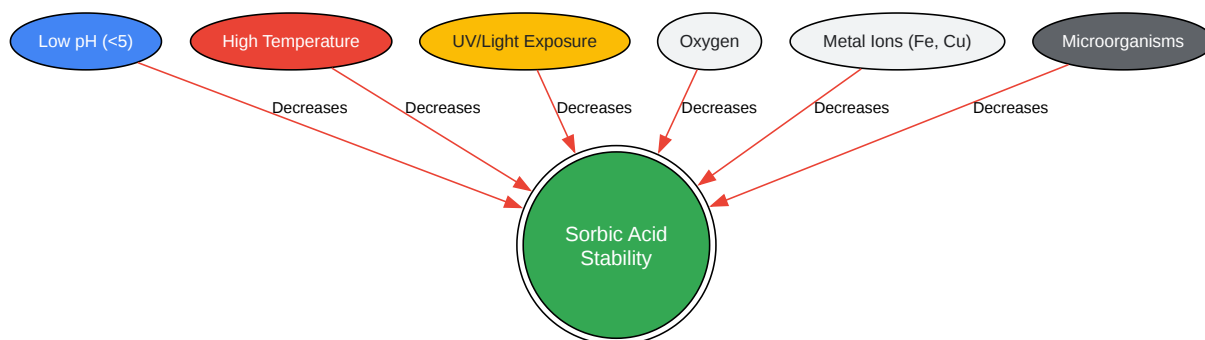 Low pH (<5)
High Temperature
UV/Light Exposure
Oxygen
Metal Ions (Fe, Cu)
Microorganisms
Decreases
Decreases
Decreases
Decreases
Decreases
Decreases
Sorbic Acid
Stability